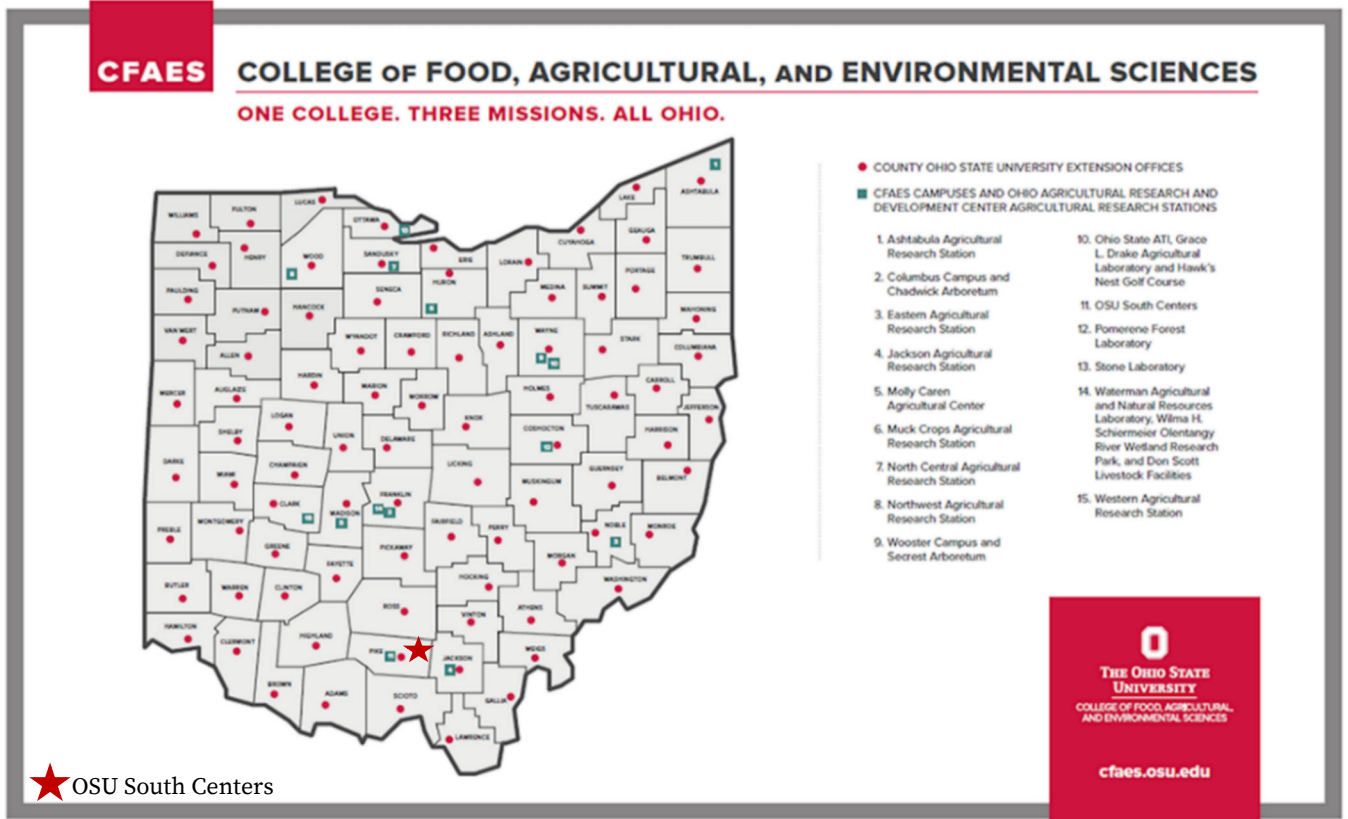 CFAES
COLLEGE OF FOOD, AGRICULTURAL, AND ENVIRONMENTAL SCIENCES
ONE COLLEGE. THREE MISSIONS. ALL OHIO.
WILLIAMS
FULTON
LUCAS
OTTAWA
LAKE
ASHTABULA
1
DEFIANCE
HENRY
WOOD
SANDUSKY
ERIE
LORAIN
CUYAHOGA
GEAUGA
TRUMBULL
PAULDING
PUTNAM
HANCOCK
SENECA
HURON
MEDINA
SUMMIT
PORTAGE
MAHONING
VAN WERT
ALLEN
WYANDOT
CRAWFORD
RICHLAND
ASHLAND
WAYNE
STARK
COLUMBIANA
MERCER
AUGLAIZE
HARDIN
MARION
MORROW
HOLMES
TUSCARAWAS
CARROLL
JEFFERSON
SHELBY
LOGAN
UNION
DELAWARE
KNOX
COSHOCTON
HARRISON
DARKE
MIAMI
CHAMPAIGN
LICKING
MUSKINGUM
GUERNSEY
BELMONT
CLARK
MADISON
FRANKLIN
PREBLE
MONTGOMERY
GREENE
FAYETTE
PICKAWAY
FAIRFIELD
PERRY
MORGAN
NOBLE
MONROE
BUTLER
WARREN
CLINTON
ROSS
HOCKING
VINTON
ATHENS
WASHINGTON
HAMILTON
CLERMONT
HIGHLAND
PIKE
JACKSON
MEIGS
BROWN
ADAMS
SCIOTO
GALLIA
LAWRENCE
OSU South Centers
COUNTY OHIO STATE UNIVERSITY EXTENSION OFFICES
CFAES CAMPUSES AND OHIO AGRICULTURAL RESEARCH AND
DEVELOPMENT CENTER AGRICULTURAL RESEARCH STATIONS
1. Ashtabula Agricultural
Research Station
2. Columbus Campus and
Chadwick Arboretum
3. Eastern Agricultural
Research Station
4. Jackson Agricultural
Research Station
5. Molly Caren
Agricultural Center
6. Muck Crops Agricultural
Research Station
7. North Central Agricultural
Research Station
8. Northwest Agricultural
Research Station
9. Wooster Campus and
Secrest Arboretum
10. Ohio State ATI, Grace
L. Drake Agricultural
Laboratory and Hawk's
Nest Golf Course
11. OSU South Centers
12. Pomerene Forest
Laboratory
13. Stone Laboratory
14. Waterman Agricultural
and Natural Resources
Laboratory, Wilma H.
Schiermeier Olentangy
River Wetland Research
Park, and Don Scott
Livestock Facilities
15. Western Agricultural
Research Station
THE OHIO STATE
UNIVERSITY
COLLEGE OF FOOD, AGRICULTURAL,
AND ENVIRONMENTAL SCIENCES
cfaes.osu.edu